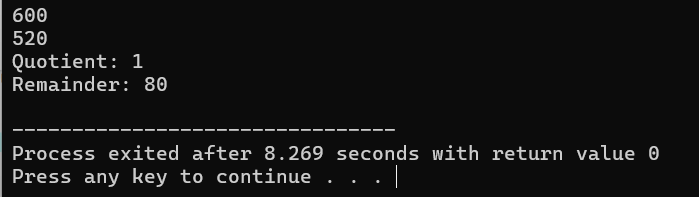 600
520
Quotient: 1
Remainder: 80
--------------------------------
Process exited after 8.269 seconds with return value 0
Press any key to continue . . .